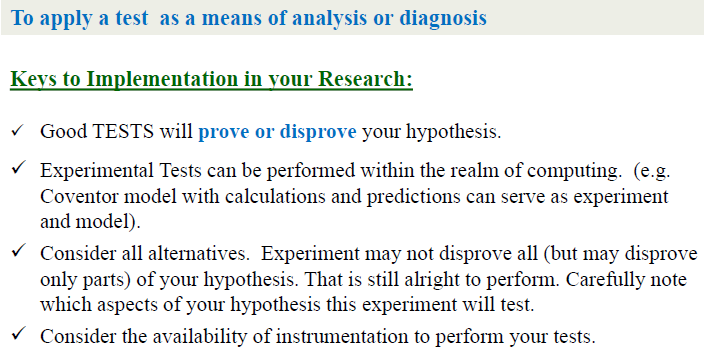 To apply a test as a means of analysis or diagnosis
Keys to Implementation in your Research:
✓ Good TESTS will prove or disprove your hypothesis.
✓ Experimental Tests can be performed within the realm of computing. (e.g.
Coventor model with calculations and predictions can serve as experiment
and model).
✓ Consider all alternatives. Experiment may not disprove all (but may disprove
only parts) of your hypothesis. That is still alright to perform. Carefully note
which aspects of your hypothesis this experiment will test.
✓ Consider the availability of instrumentation to perform your tests.